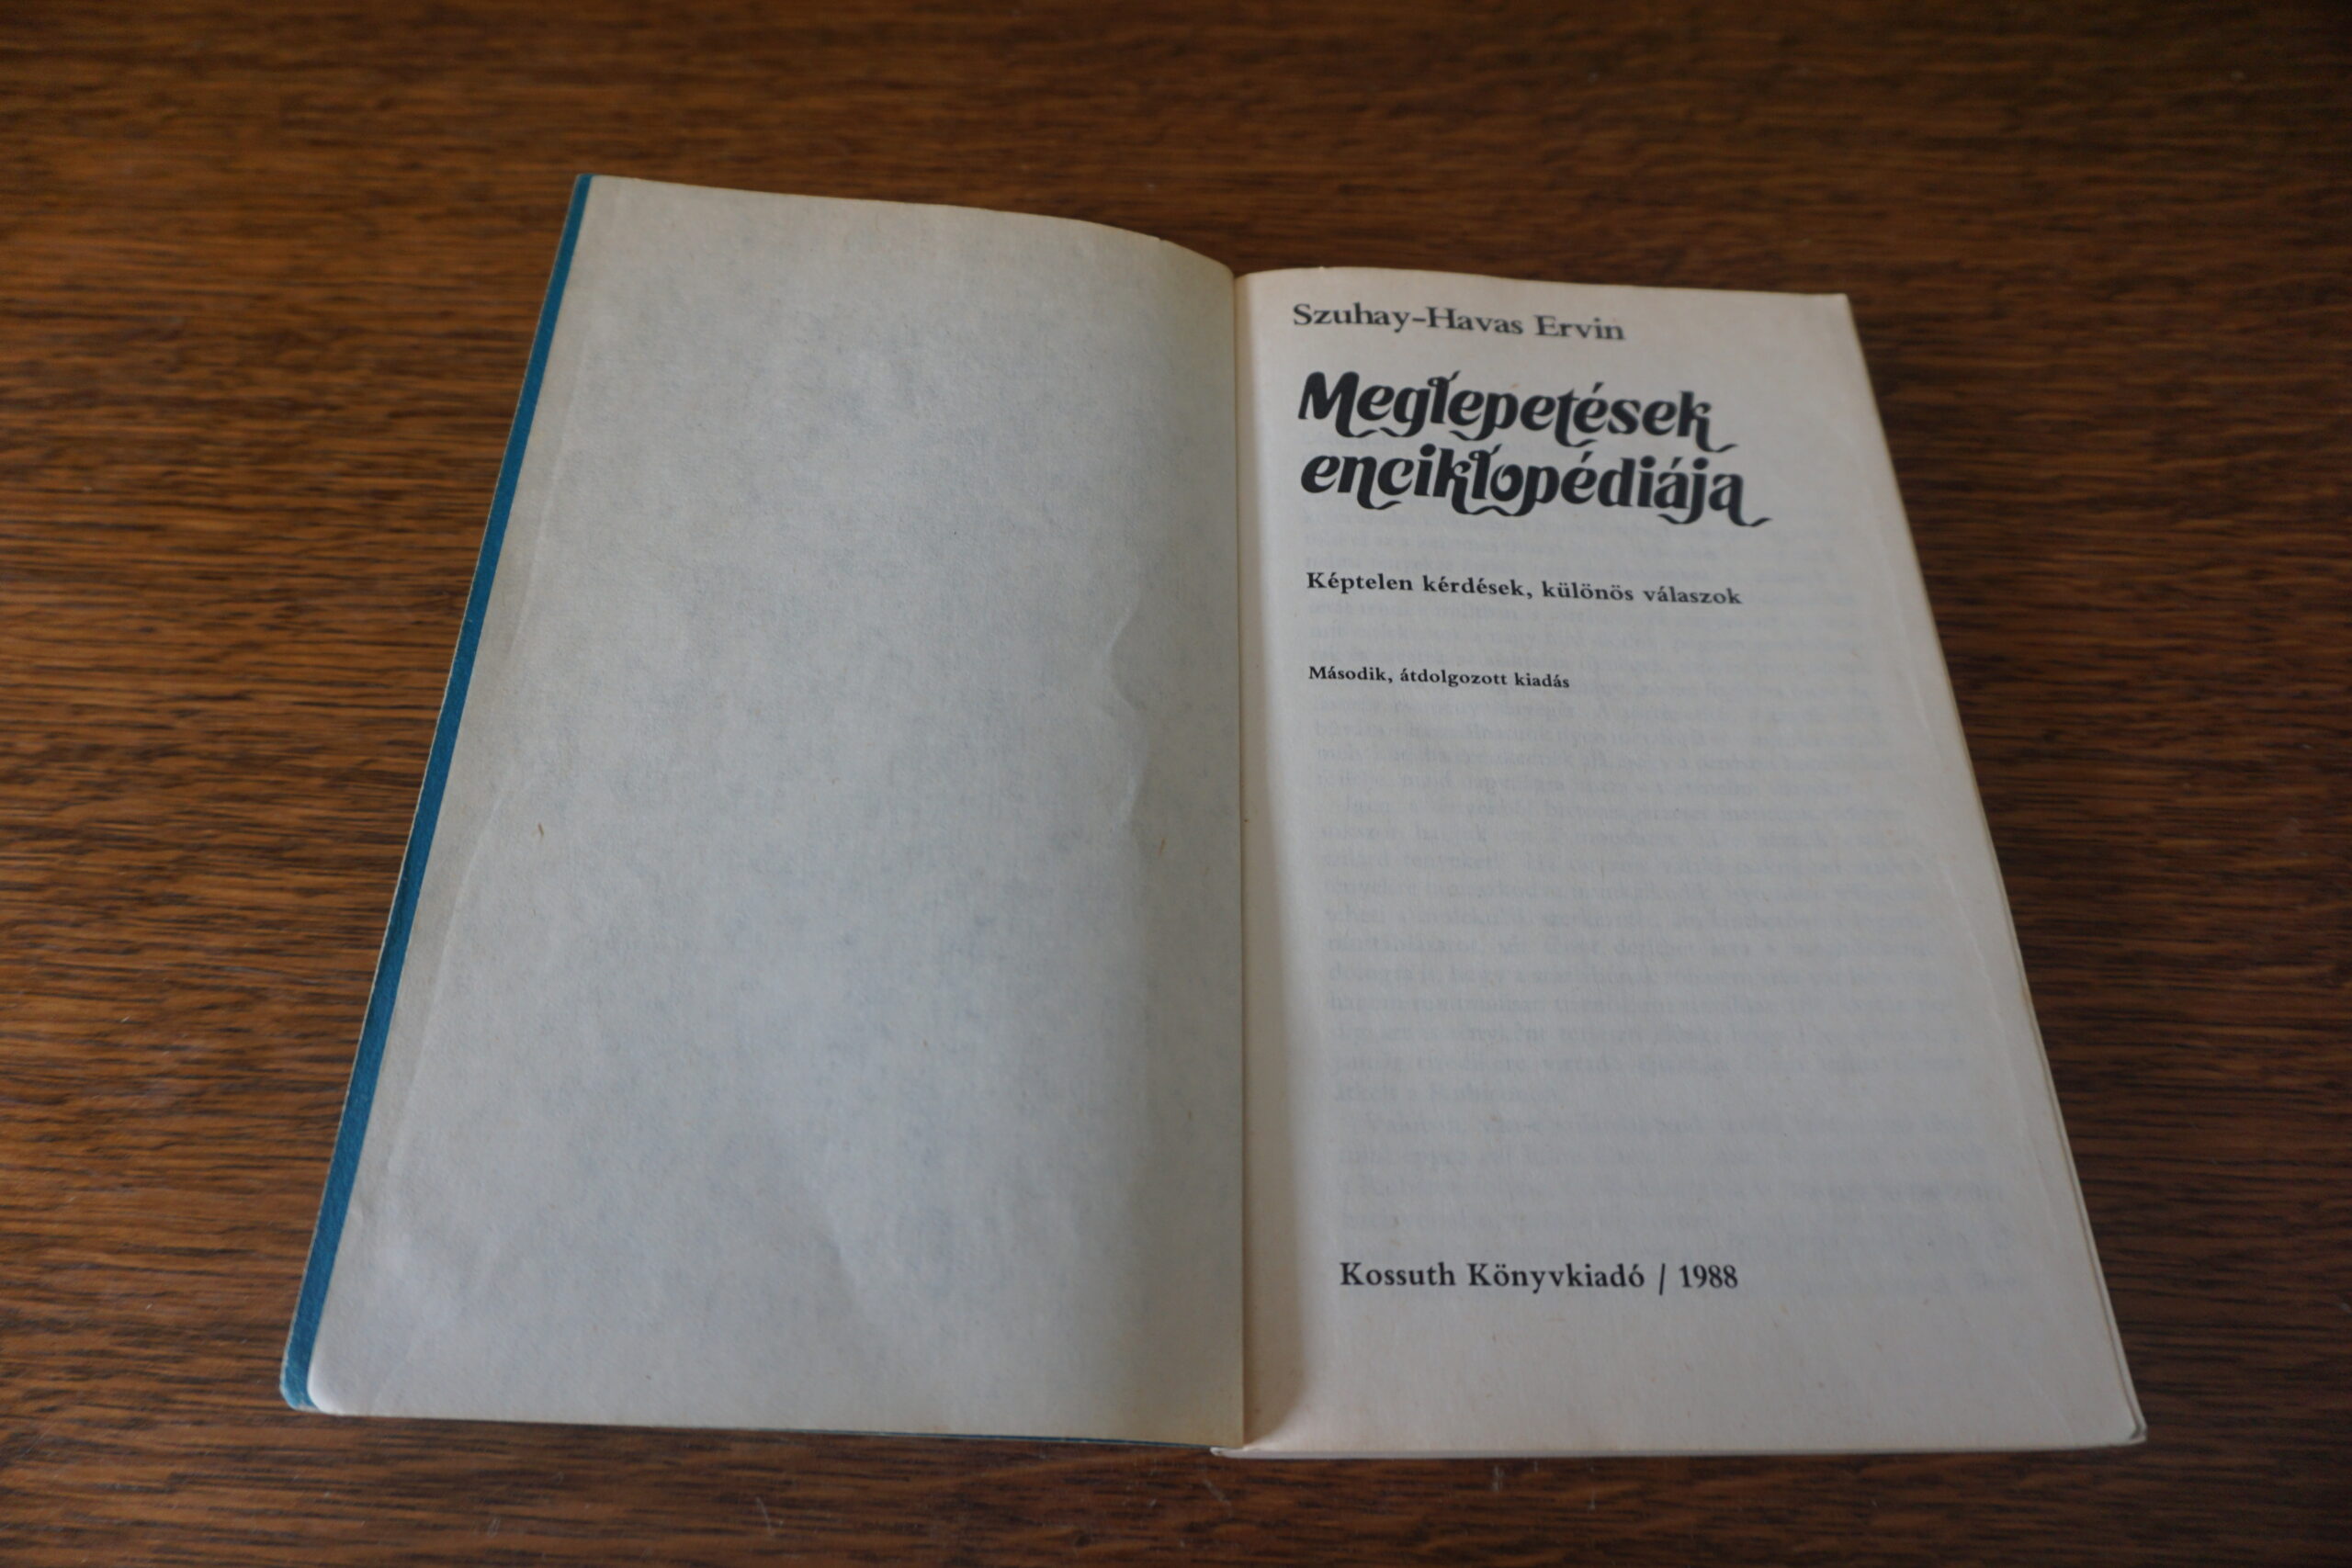 Szuhay-Havas Ervin
Meglepetések
enciklopédiája
Képtelen kérdések, különös válaszok
Második, átdolgozott kiadás
Kossuth Könyvkiadó / 1988